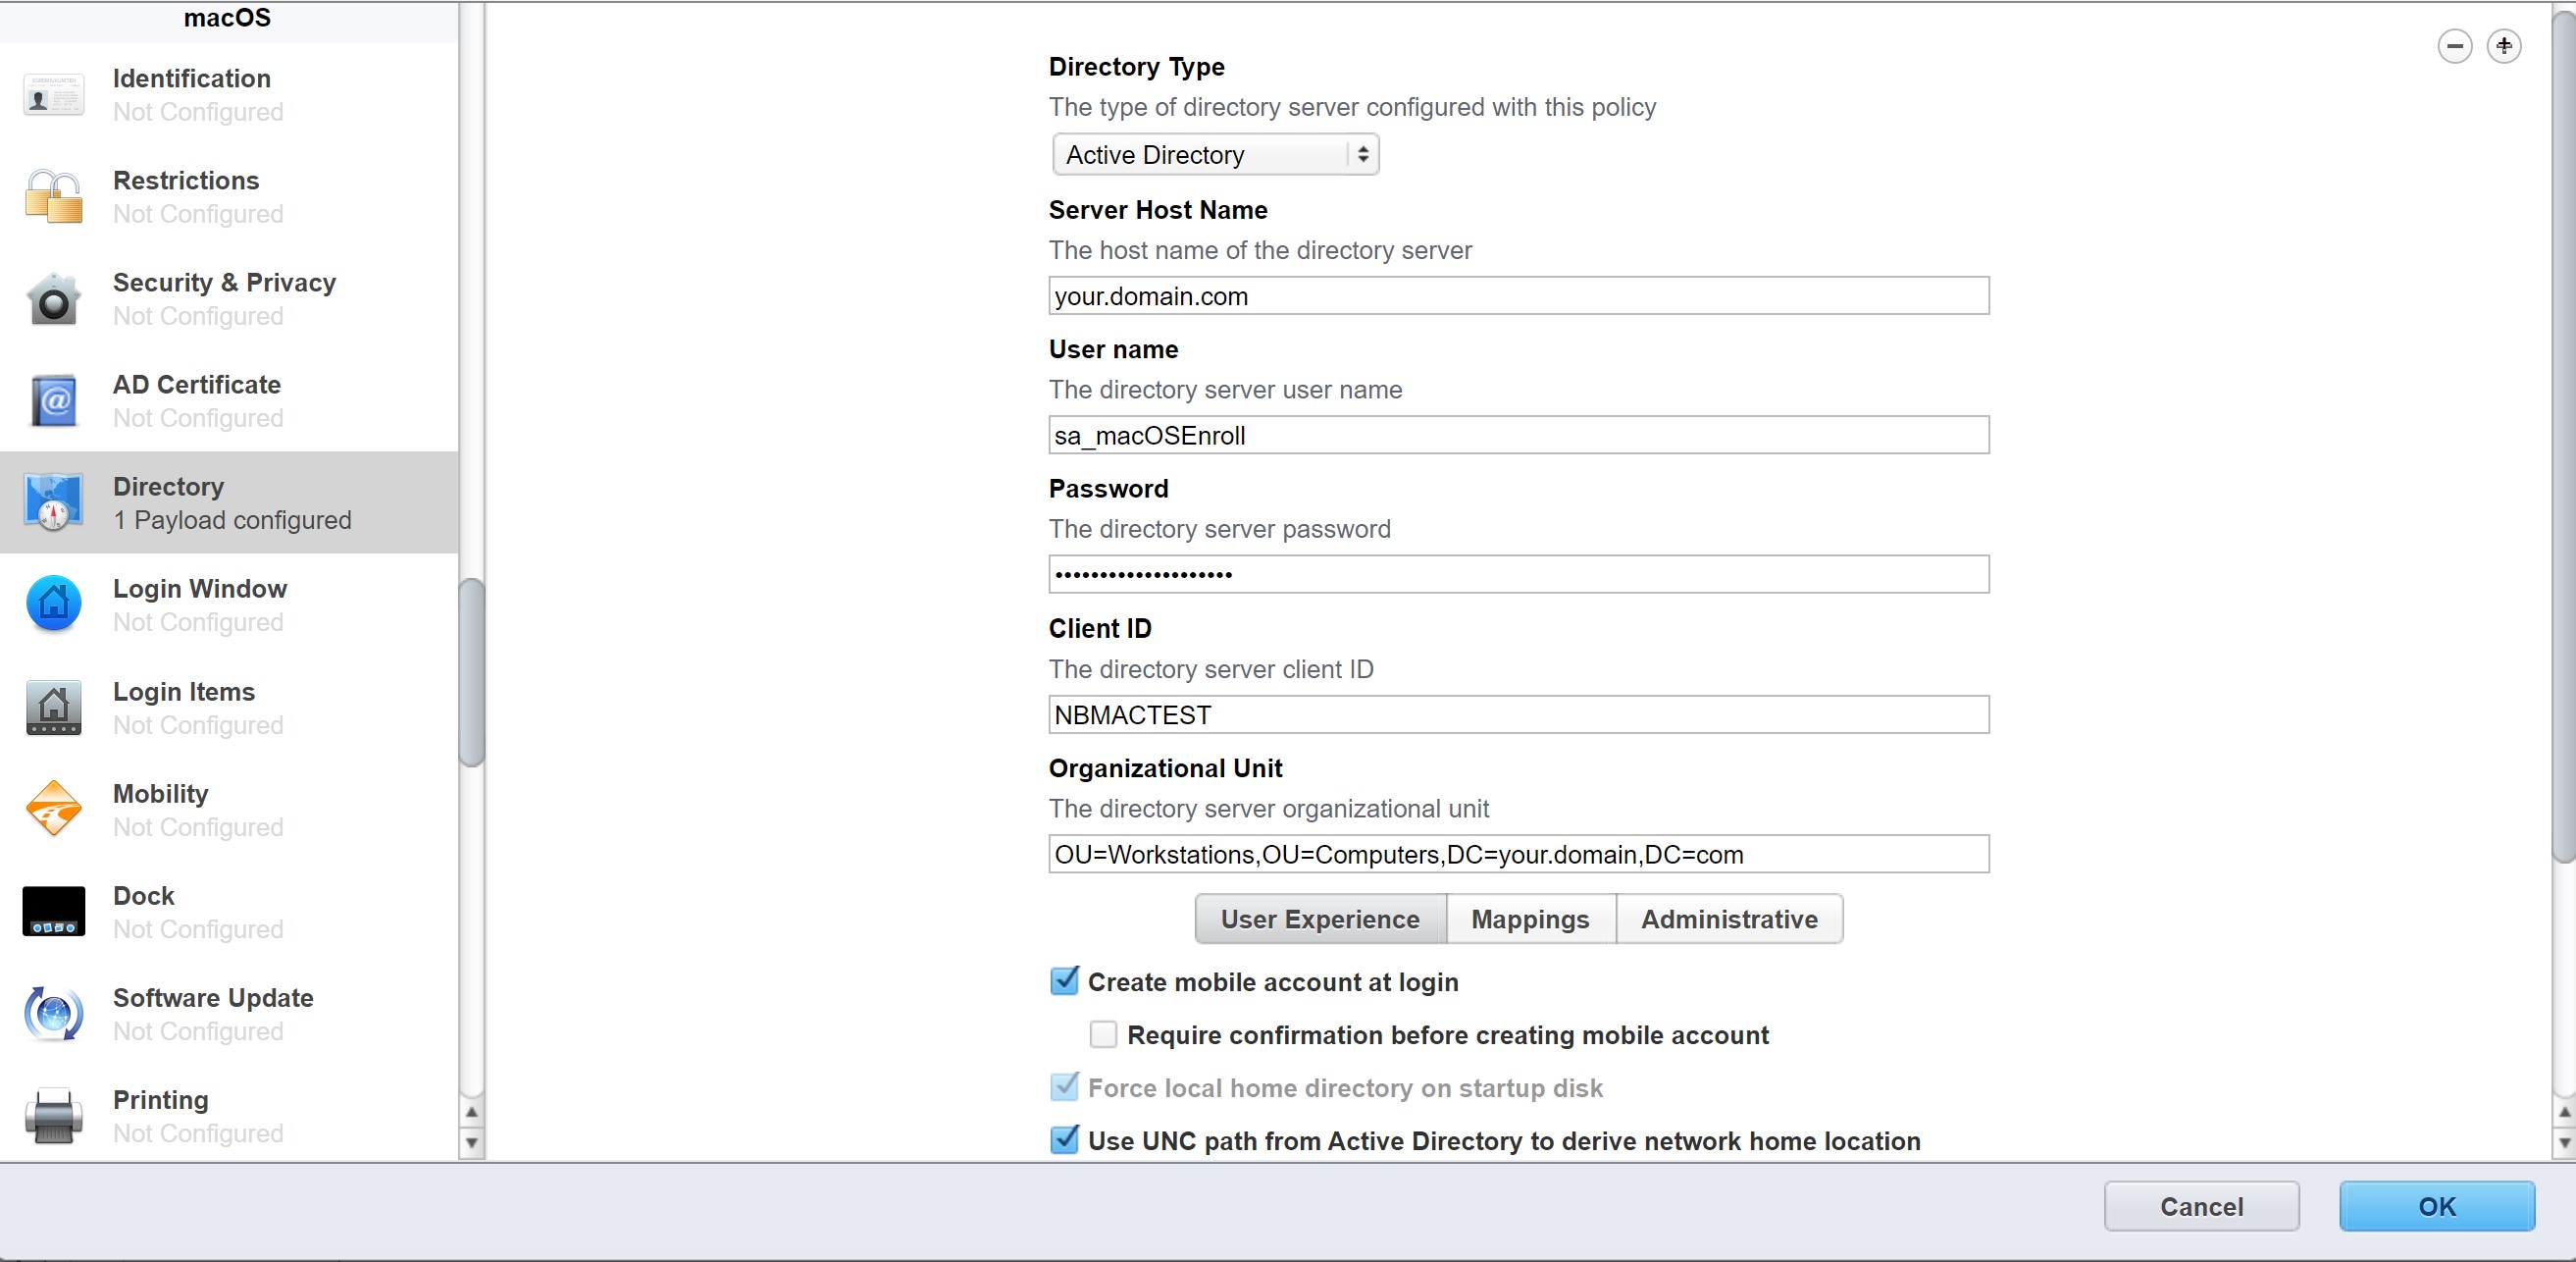 macOS
Identification
Not Configured
Restrictions
Not Configured
Security & Privacy
Not Configured
AD Certificate
Not Configured
Directory
1 Payload configured
Login Window
Not Configured
Login Items
Not Configured
Mobility
Not Configured
Dock
Not Configured
Software Update
Not Configured
Printing
Not Configured
Directory Type
The type of directory server configured with this policy
Active Directory
Server Host Name
The host name of the directory server
your.domain.com
User name
The directory server user name
sa_macOSEnroll
Password
The directory server password
••••••••••••••••••••
Client ID
The directory server client ID
NBMACTEST
Organizational Unit
The directory server organizational unit
OU=Workstations,OU=Computers,DC=your.domain,DC=com
User Experience Mappings Administrative
Create mobile account at login
Require confirmation before creating mobile account
Force local home directory on startup disk
Use UNC path from Active Directory to derive network home location
Cancel OK